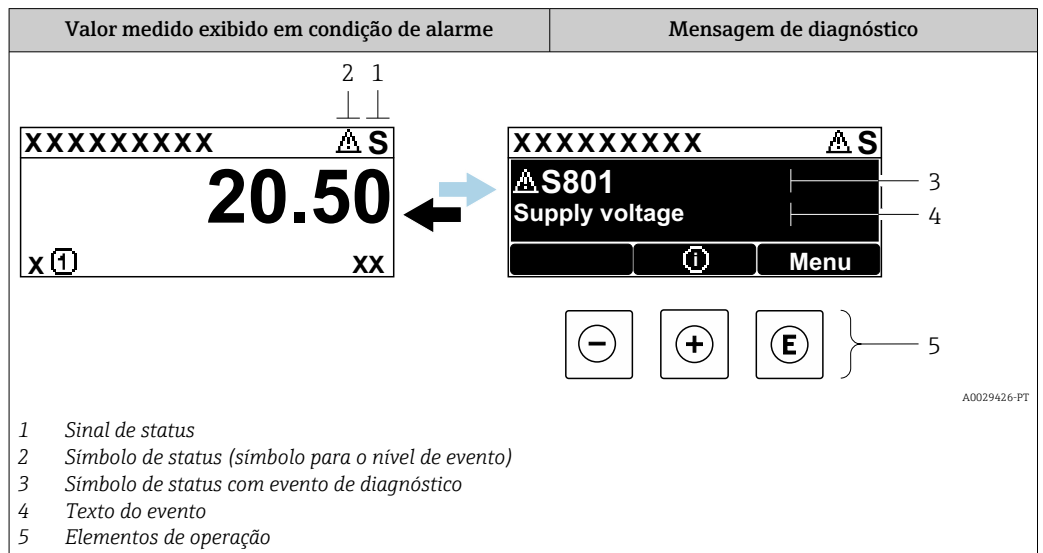 Valor medido exibido em condição de alarme
Mensagem de diagnóstico
2 1
XXXXXXXXX ⚠ S
20.50
x 1 xx
XXXXXXXXX ⚠ S
⚠S801
Supply voltage
i Menu
3
4
− + E
5
A0029426-PT
1 Sinal de status
2 Símbolo de status (símbolo para o nível de evento)
3 Símbolo de status com evento de diagnóstico
4 Texto do evento
5 Elementos de operação